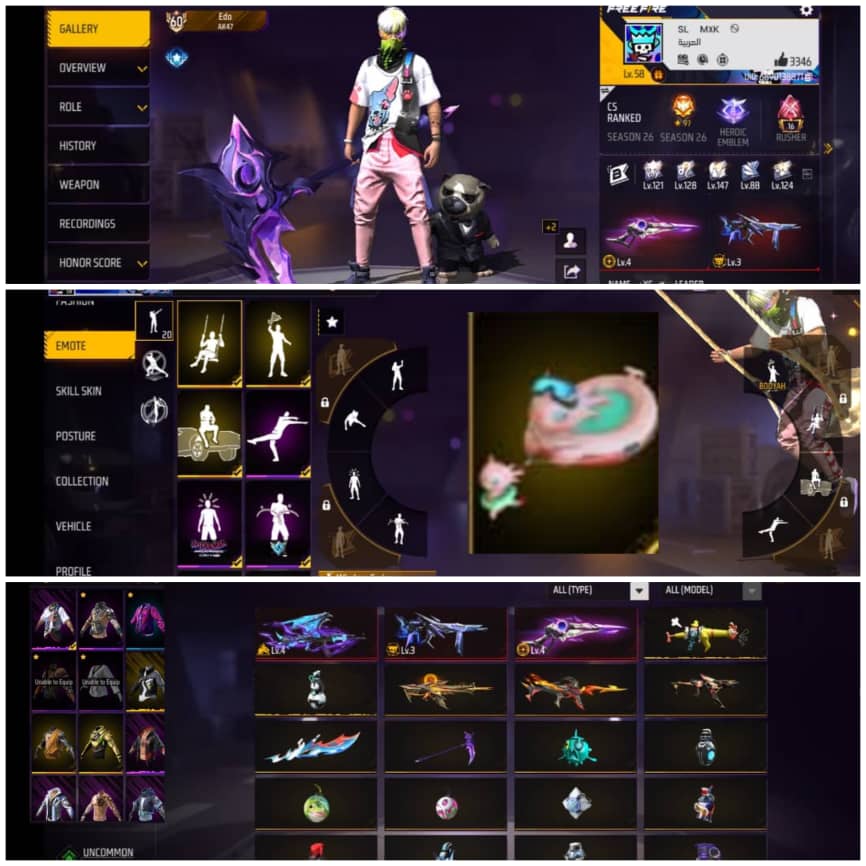 GALLERY
OVERVIEW
ROLE
HISTORY
WEAPON
RECORDINGS
HONOR SCORE
60
Edo
AK47
+2
FREE FIRE
SL MXK
العربية
3346
Lv.58
CS
RANKED
SEASON 26
SEASON 26
HEROIC
EMBLEM
16
RUSHER
Lv.121
Lv.128
Lv.147
Lv.88
Lv.124
Lv.4
Lv.3
FASHION
EMOTE
SKILL SKIN
POSTURE
COLLECTION
VEHICLE
PROFILE
20
BOOYAH
ALL (TYPE)
ALL (MODEL)
Unable to Equip
Unable to Equip
UNCOMMON
Lv.4
Lv.3
Lv.4